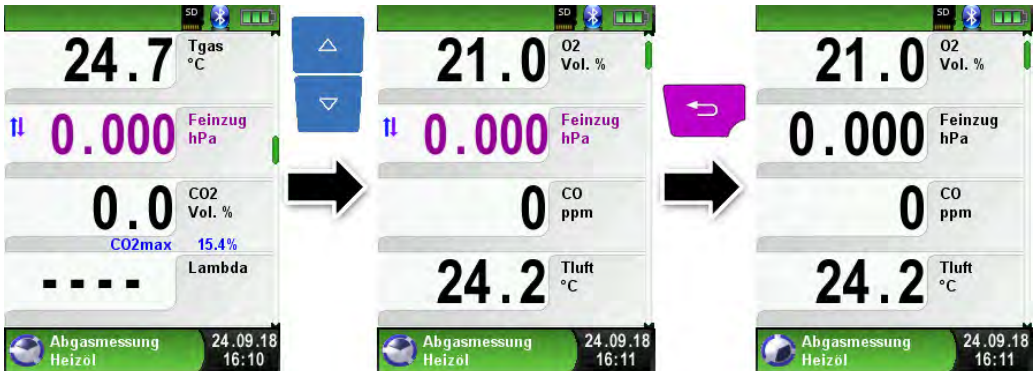 SD
24.7 Tgas
°C
0.000 Feinzug
hPa
0.0 CO2
Vol. %
CO2max 15.4%
---- Lambda
Abgasmessung 24.09.18
Heizöl 16:10
SD
21.0 O2
Vol. %
0.000 Feinzug
hPa
0 CO
ppm
24.2 Tluft
°C
Abgasmessung 24.09.18
Heizöl 16:11
SD
21.0 O2
Vol. %
0.000 Feinzug
hPa
0 CO
ppm
24.2 Tluft
°C
Abgasmessung 24.09.18
Heizöl 16:11